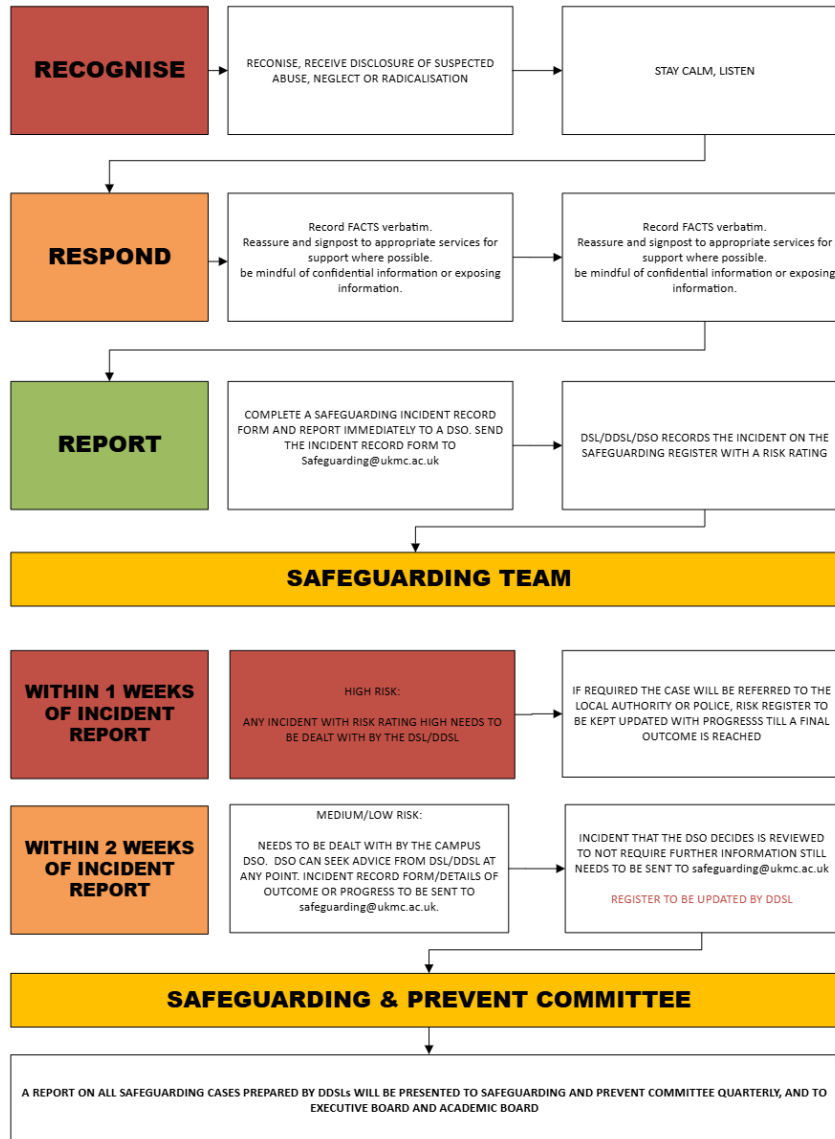 RECOGNISE
RECONISE, RECEIVE DISCLOSURE OF SUSPECTED
ABUSE, NEGLECT OR RADICALISATION
STAY CALM, LISTEN
RESPOND
Record FACTS verbatim.
Reassure and signpost to appropriate services for
support where possible.
be mindful of confidential information or exposing
information.
Record FACTS verbatim.
Reassure and signpost to appropriate services for
support where possible.
be mindful of confidential information or exposing
information.
REPORT
COMPLETE A SAFEGUARDING INCIDENT RECORD
FORM AND REPORT IMMEDIATELY TO A DSO. SEND
THE INCIDENT RECORD FORM TO
Safeguarding@ukmc.ac.uk
DSL/DDSL/DSO RECORDS THE INCIDENT ON THE
SAFEGUARDING REGISTER WITH A RISK RATING
SAFEGUARDING TEAM
WITHIN 1 WEEKS
OF INCIDENT
REPORT
HIGH RISK:
ANY INCIDENT WITH RISK RATING HIGH NEEDS TO
BE DEALT WITH BY THE DSL/DDSL
IF REQUIRED THE CASE WILL BE REFERRED TO THE
LOCAL AUTHORITY OR POLICE, RISK REGISTER TO
BE KEPT UPDATED WITH PROGRESSS TILL A FINAL
OUTCOME IS REACHED
WITHIN 2 WEEKS
OF INCIDENT
REPORT
MEDIUM/LOW RISK:
NEEDS TO BE DEALT WITH BY THE CAMPUS
DSO. DSO CAN SEEK ADVICE FROM DSL/DDSL AT
ANY POINT. INCIDENT RECORD FORM/DETAILS OF
OUTCOME OR PROGRESS TO BE SENT TO
safeguarding@ukmc.ac.uk.
INCIDENT THAT THE DSO DECIDES IS REVIEWED
TO NOT REQUIRE FURTHER INFORMATION STILL
NEEDS TO BE SENT TO safeguarding@ukmc.ac.uk
REGISTER TO BE UPDATED BY DDSL
SAFEGUARDING & PREVENT COMMITTEE
A REPORT ON ALL SAFEGUARDING CASES PREPARED BY DDSLs WILL BE PRESENTED TO SAFEGUARDING AND PREVENT COMMITTEE QUARTERLY, AND TO
EXECUTIVE BOARD AND ACADEMIC BOARD